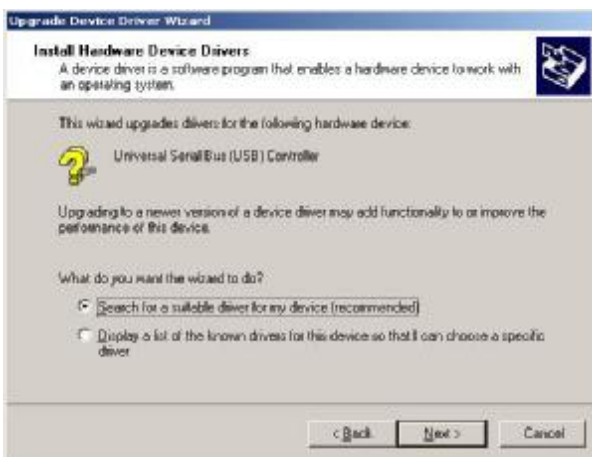 Upgrade Device Driver Wizard
Install Hardware Device Drivers
A device driver is a software program that enables a hardware device to work with
an operating system.
This wizard upgrades drivers for the following hardware device:
Universal Serial Bus (USB) Controller
Upgrading to a newer version of a device driver may add functionality to or improve the
performance of this device.
What do you want the wizard to do?
Search for a suitable driver for my device (recommended)
Display a list of the known drivers for this device so that I can choose a specific
driver
< Back
Next >
Cancel